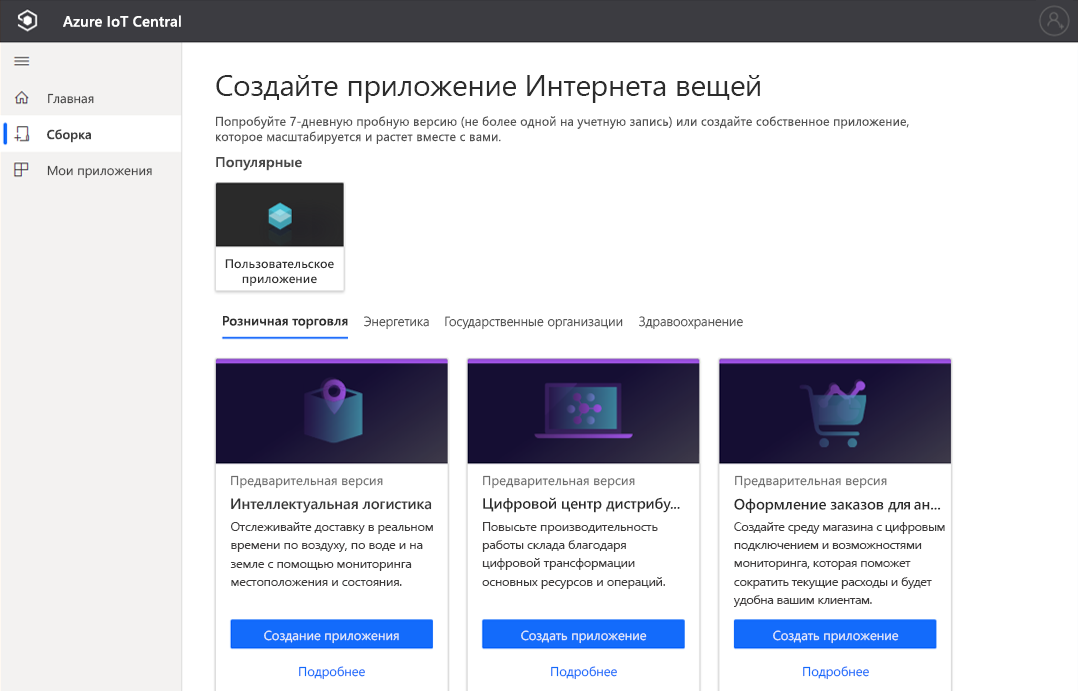 Azure IoT Central
Главная
Сборка
Мои приложения
Создайте приложение Интернета вещей
Попробуйте 7-дневную пробную версию (не более одной на учетную запись) или создайте собственное приложение,
которое масштабируется и растет вместе с вами.
Популярные
Пользовательское
приложение
Розничная торговля Энергетика Государственные организации Здравоохранение
Предварительная версия
Интеллектуальная логистика
Отслеживайте доставку в реальном
времени по воздуху, по воде и на
земле с помощью мониторинга
местоположения и состояния.
Создание приложения
Подробнее
Предварительная версия
Цифровой центр дистрибу...
Повысьте производительность
работы склада благодаря
цифровой трансформации
основных ресурсов и операций.
Создать приложение
Подробнее
Предварительная версия
Оформление заказов для ан...
Создайте среду магазина с цифровым
подключением и возможностями
мониторинга, которая поможет
сократить текущие расходы и будет
удобна вашим клиентам.
Создать приложение
Подробнее